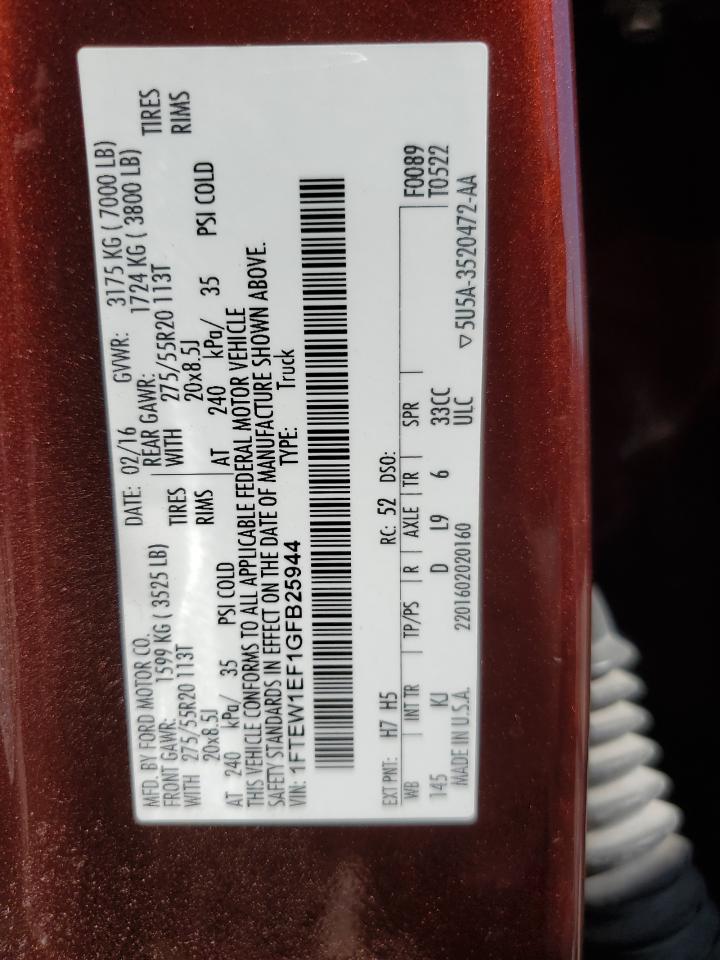 MFD. BY FORD MOTOR CO. DATE: 02/16 GVWR: 3175 KG ( 7000 LB)
FRONT GAWR: 1599 KG ( 3525 LB) REAR GAWR: 1724 KG ( 3800 LB)
WITH 275/55R20 113T TIRES WITH 275/55R20 113T TIRES
20x8.5J RIMS 20x8.5J RIMS
AT 240 kPa/ 35 PSI COLD AT 240 kPa/ 35 PSI COLD
THIS VEHICLE CONFORMS TO ALL APPLICABLE FEDERAL MOTOR VEHICLE
SAFETY STANDARDS IN EFFECT ON THE DATE OF MANUFACTURE SHOWN ABOVE.
VIN: 1FTEW1EF1GFB25944 TYPE: Truck
EXT PNT: H7 H5 RC: 52 DSO:
WB INT TR TP/PS R AXLE TR SPR F0089
145 KJ D L9 6 33CC T0522
MADE IN U.S.A. 2201602020160 ULC ▽5U5A-3520472-AA